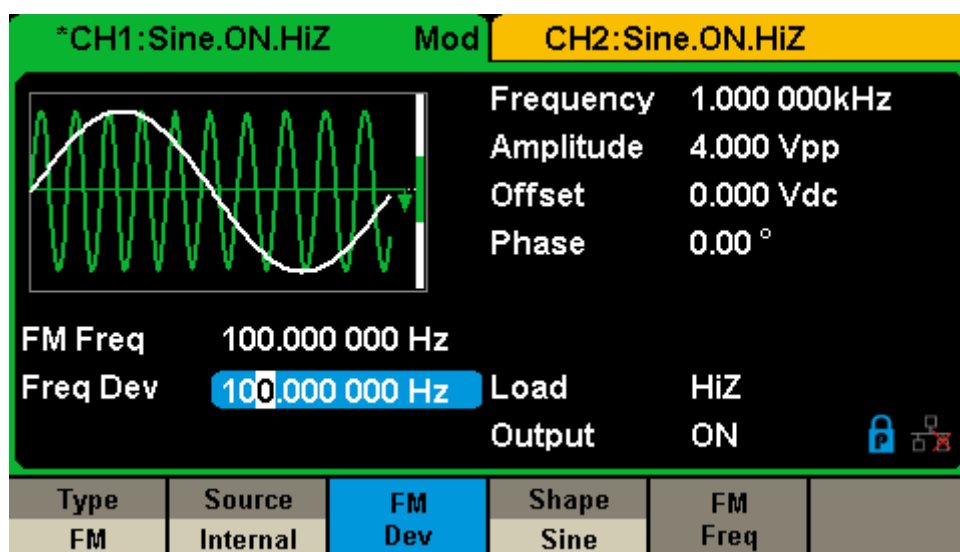 *CH1:Sine.ON.HiZ Mod CH2:Sine.ON.HiZ
Frequency 1.000 000kHz
Amplitude 4.000 Vpp
Offset 0.000 Vdc
Phase 0.00 °
FM Freq 100.000 000 Hz
Freq Dev 100.000 000 Hz Load HiZ
Output ON P
Type Source FM Shape FM
FM Internal Dev Sine Freq